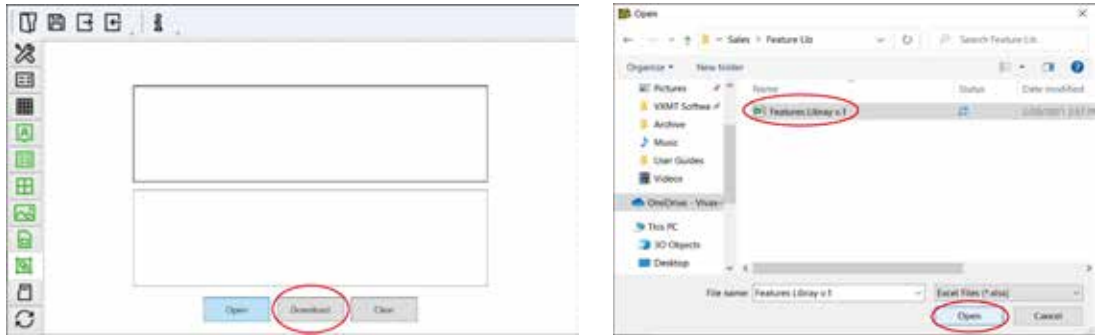 Open
Download
Clear
Open
Sales > Feature Lib
Search Feature Lib
Organize
New folder
Name
Status
Date modified
Pictures
VXMT Softwa
Archive
Music
User Guides
Videos
OneDrive - Vivax-
This PC
3D Objects
Desktop
Features Library v.1
File name:
Features Library v.1
Excel Files (*.xlsx)
Open
Cancel